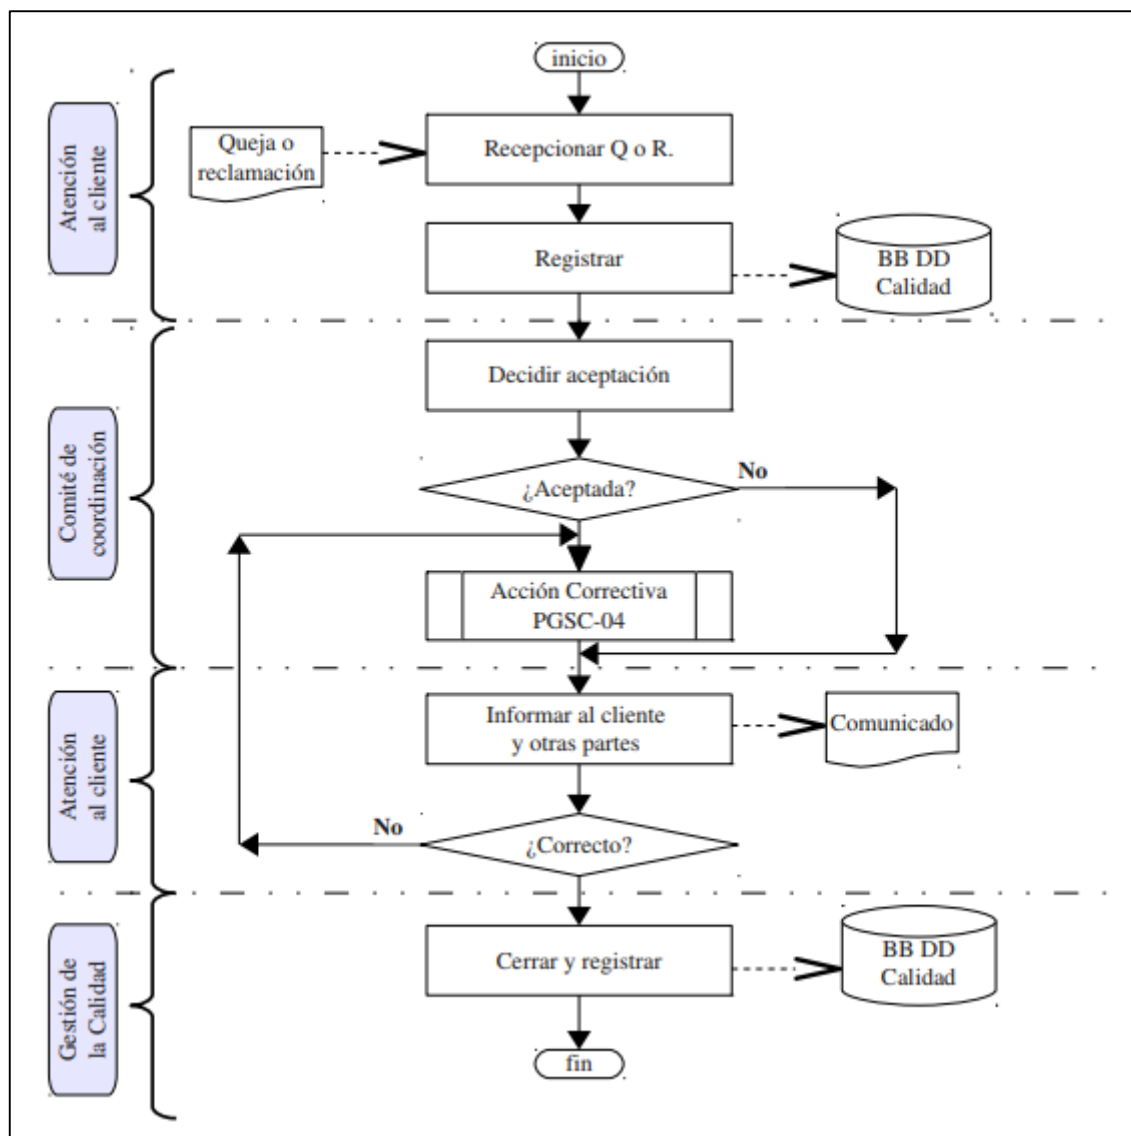 inicio
Atención
al cliente
Queja o
reclamación
Recepcionar Q o R.
Registrar
BB DD
Calidad
Comité de
coordinación
Decidir aceptación
¿Aceptada?
No
Acción Correctiva
PGSC-04
Atención
al cliente
Informar al cliente
y otras partes
Comunicado
No
¿Correcto?
Gestión de
la Calidad
Cerrar y registrar
BB DD
Calidad
fin